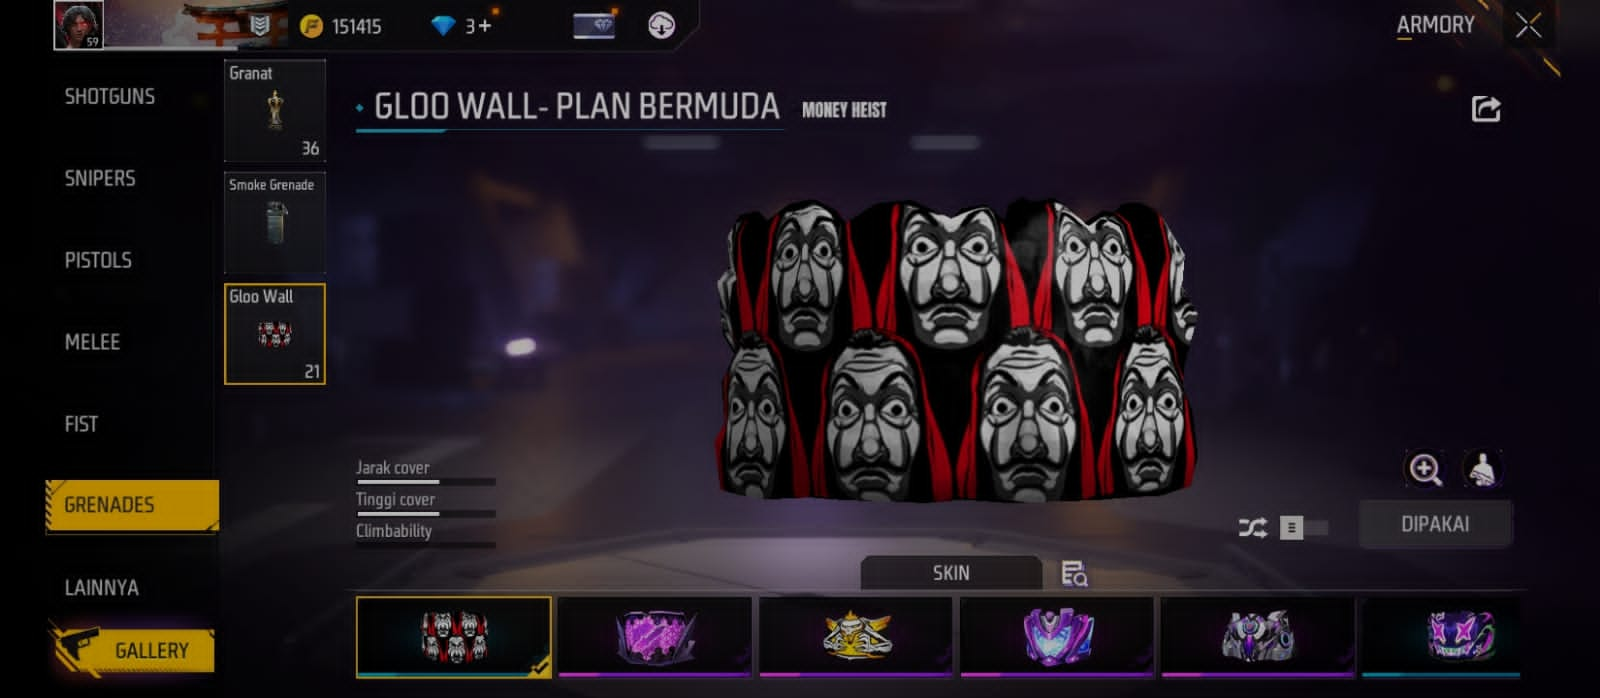 59
151415
3+
ARMORY
SHOTGUNS
SNIPERS
PISTOLS
MELEE
FIST
GRENADES
LAINNYA
GALLERY
Granat
36
Smoke Grenade
Gloo Wall
21
GLOO WALL- PLAN BERMUDA
MONEY HEIST
Jarak cover
Tinggi cover
Climbability
DIPAKAI
SKIN